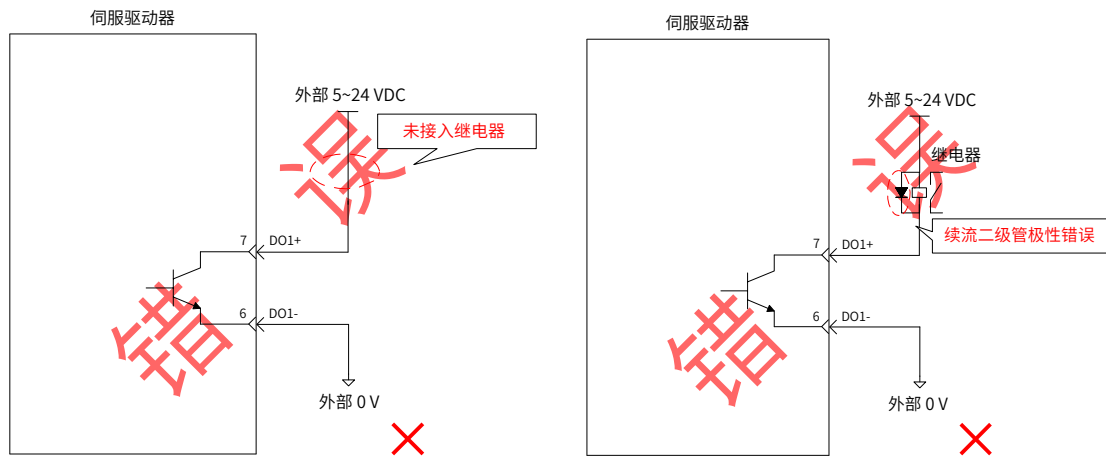 伺服驱动器
外部 5~24 VDC
未接入继电器
误
7
DO1+
6
DO1-
错
外部 0 V
伺服驱动器
外部 5~24 VDC
误
继电器
续流二级管极性错误
7
DO1+
6
DO1-
错
外部 0 V